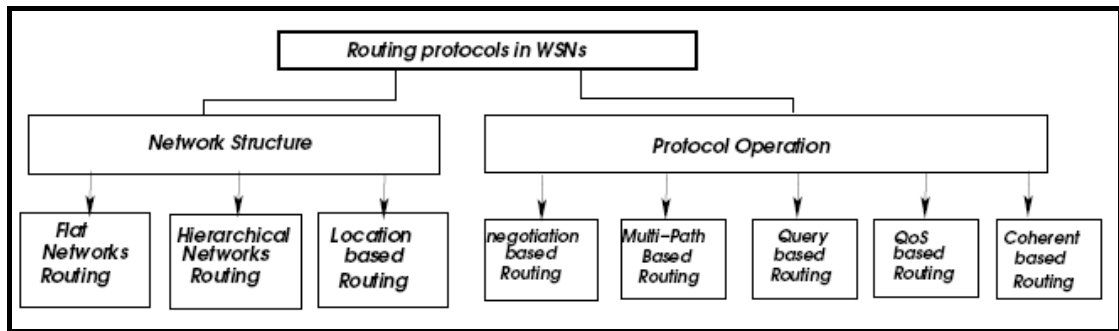 Routing protocols in WSNs
Network Structure
Protocol Operation
Flat
Networks
Routing
Hierarchical
Networks
Routing
Location
based
Routing
negotiation
based
Routing
Multi-Path
Based
Routing
Query
based
Routing
QoS
based
Routing
Coherent
based
Routing